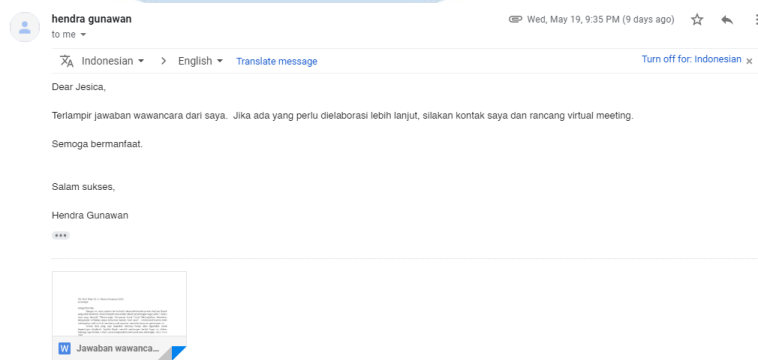 hendra gunawan
Wed, May 19, 9:35 PM (9 days ago)
to me
Indonesian > English Translate message
Turn off for: Indonesian x
Dear Jesica,
Terlampir jawaban wawancara dari saya. Jika ada yang perlu dielaborasi lebih lanjut, silakan kontak saya dan rancang virtual meeting.
Semoga bermanfaat.
Salam sukses,
Hendra Gunawan
W Jawaban wawanca...